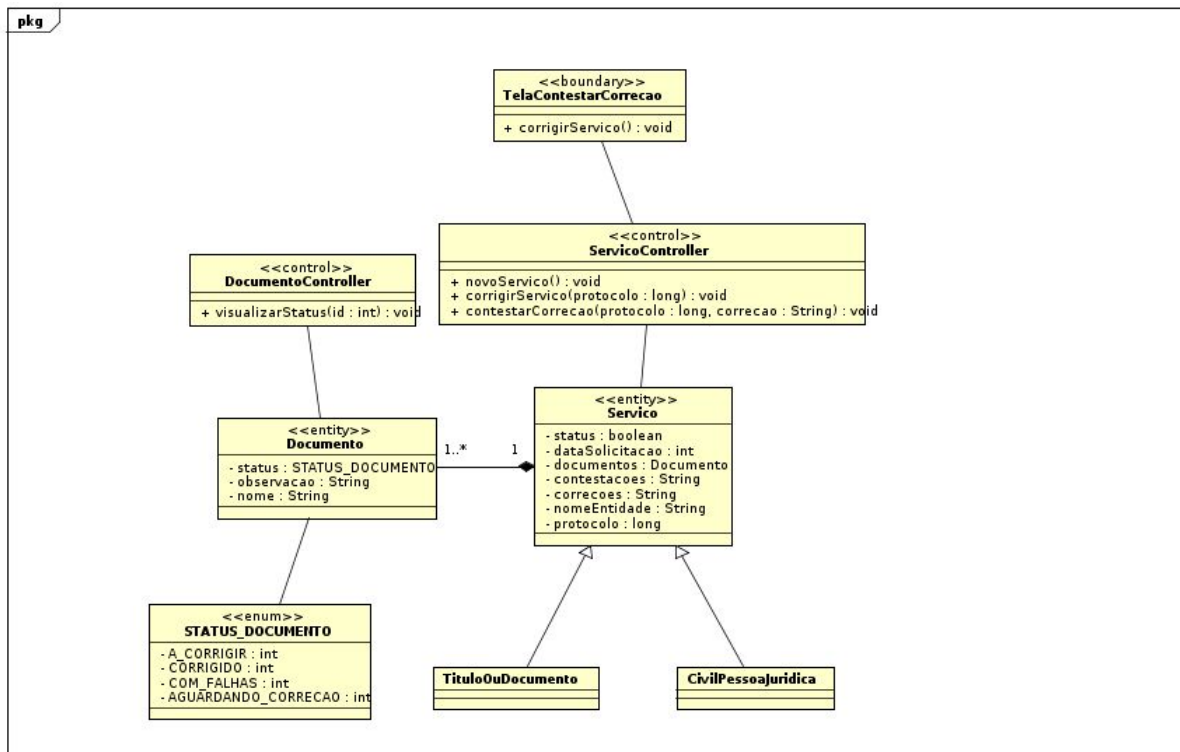 pkg
<<boundary>>
TelaContestarCorrecao
+ corrigirServico() : void
<<control>>
ServicoController
+ novoServico() : void
+ corrigirServico(protocolo : long) : void
+ contestarCorrecao(protocolo : long, correcao : String) : void
<<control>>
DocumentoController
+ visualizarStatus(id : int) : void
<<entity>>
Documento
- status : STATUS_DOCUMENTO
- observacao : String
- nome : String
1..*
1
<<entity>>
Servico
- status : boolean
- dataSolicitacao : int
- documentos : Documento
- contestacoes : String
- correcoes : String
- nomeEntidade : String
- protocolo : long
<<enum>>
STATUS_DOCUMENTO
- A_CORRIGIR : int
- CORRIGIDO : int
- COM_FALHAS : int
- AGUARDANDO_CORRECAO : int
TituloOuDocumento
CivilPessoaJuridica